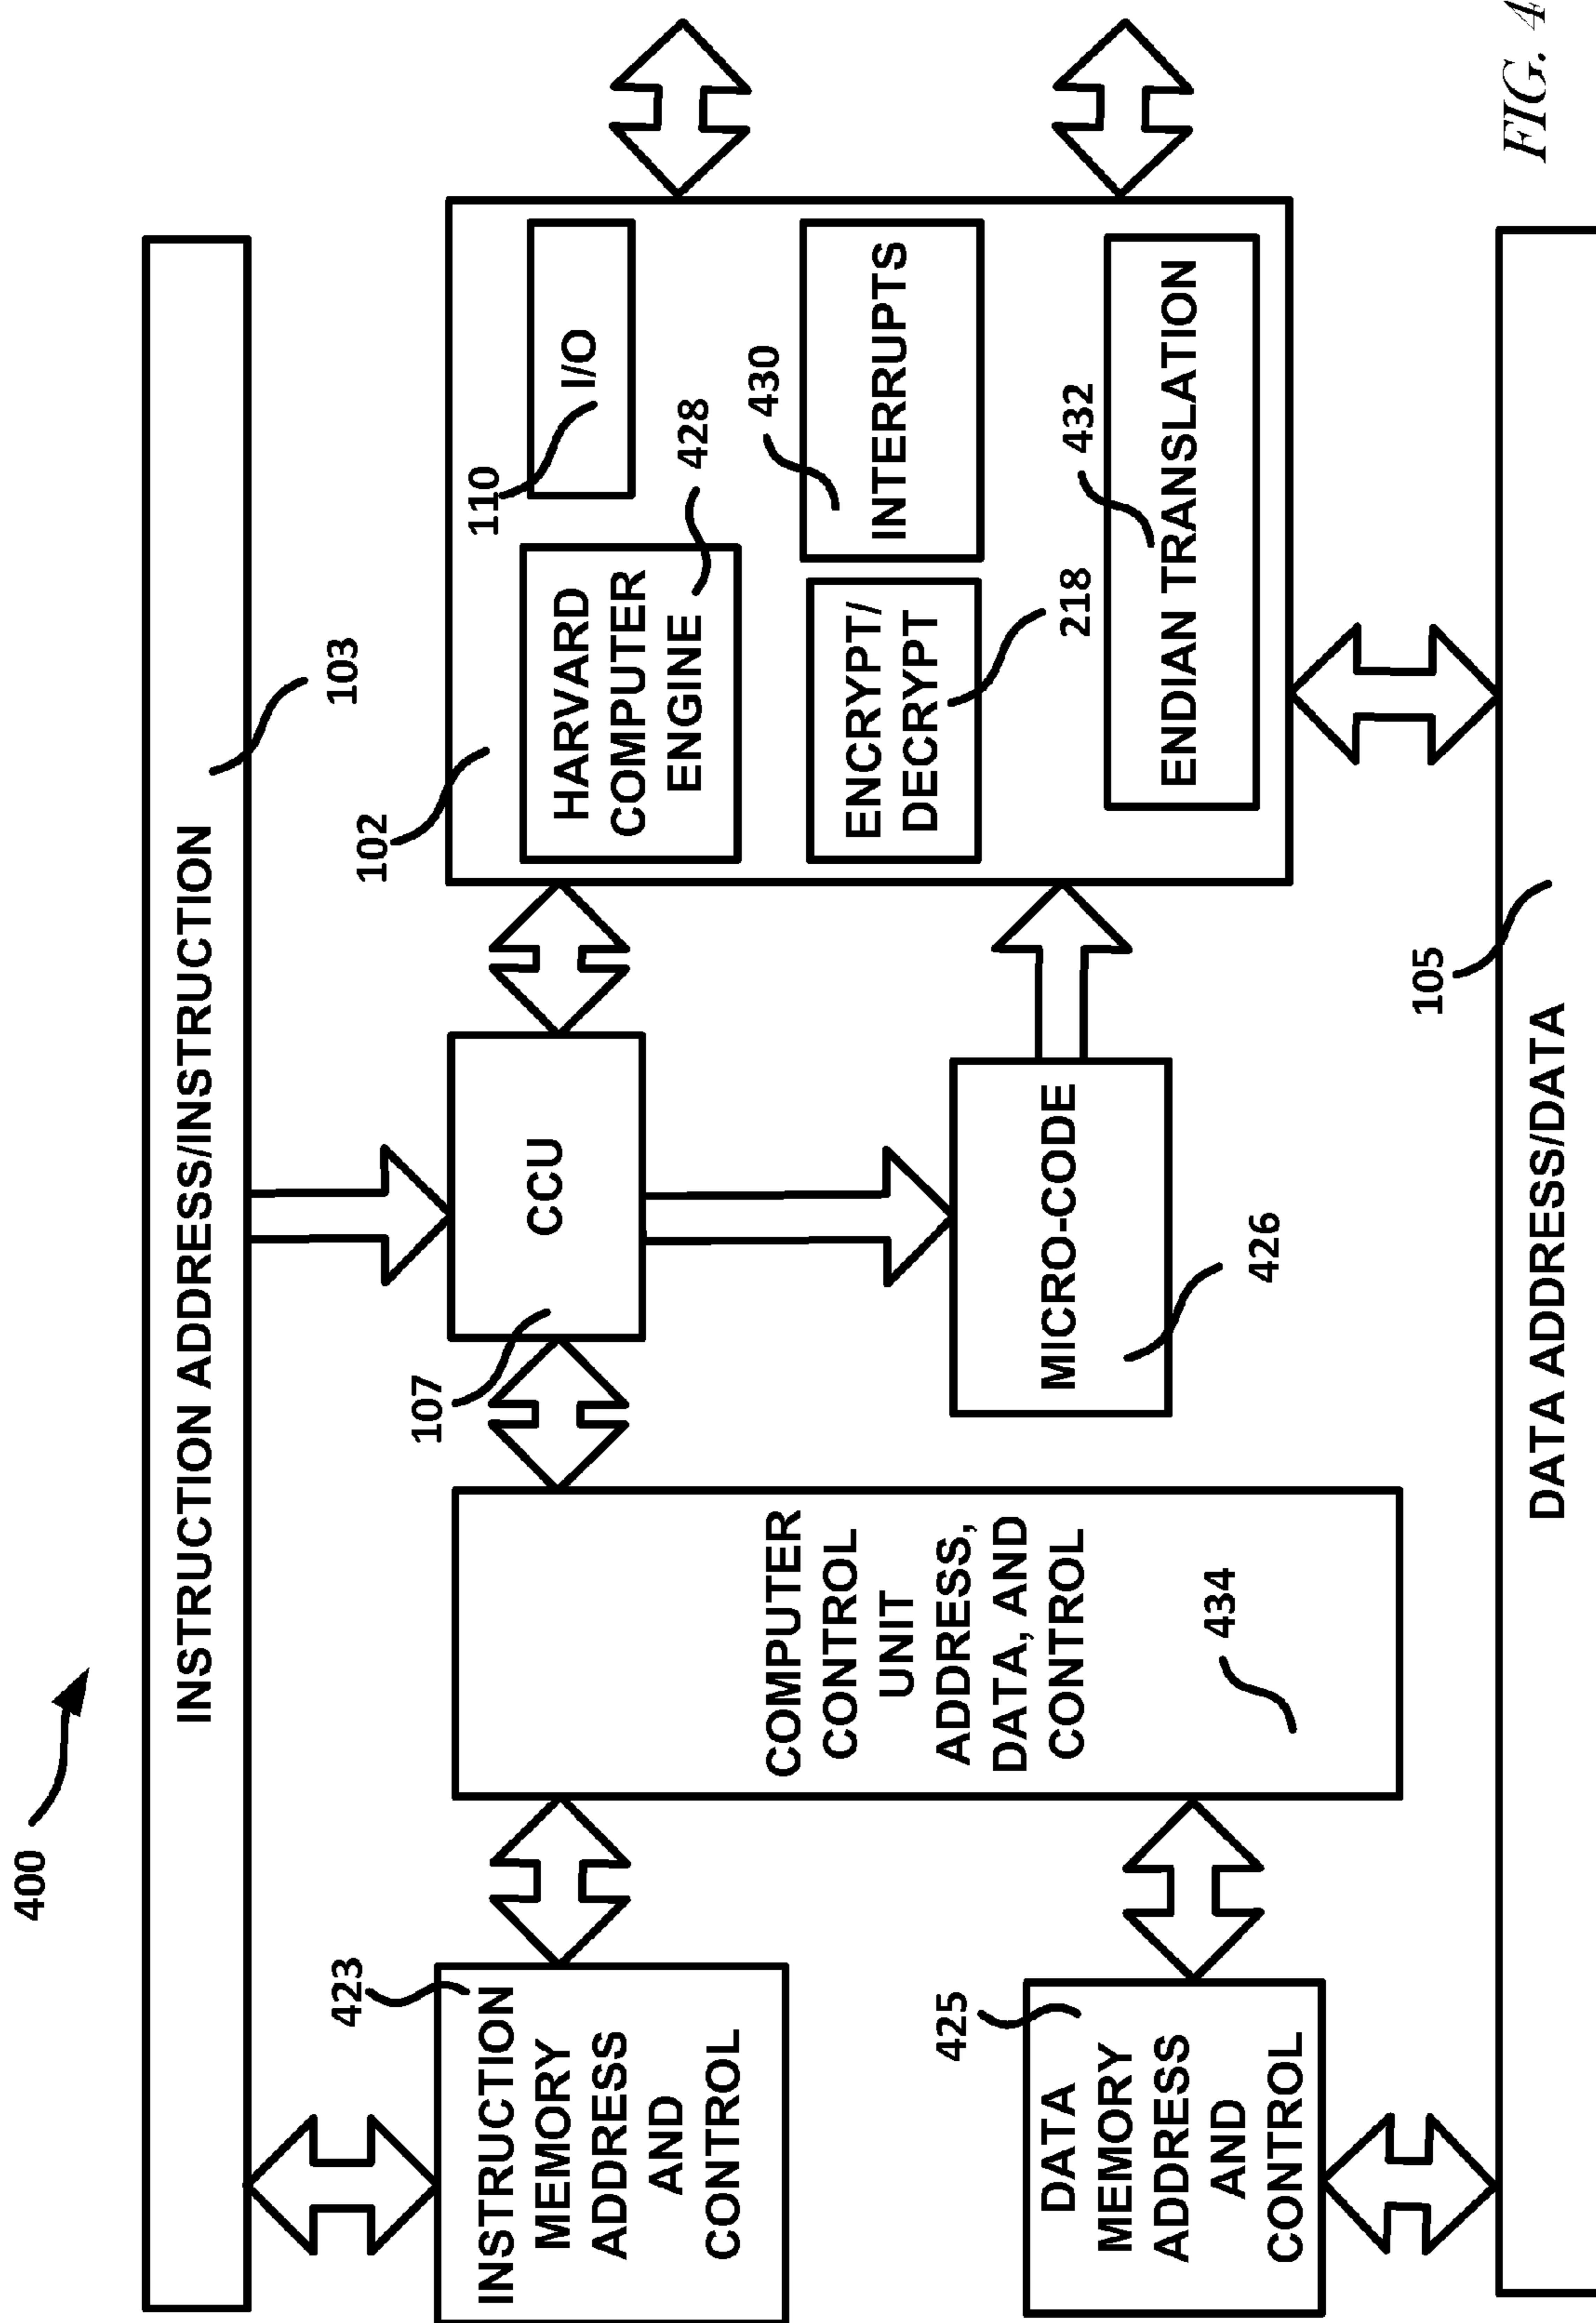 400
INSTRUCTION ADDRESS/INSTRUCTION
103
423
INSTRUCTION
MEMORY
ADDRESS
AND
CONTROL
425
DATA
MEMORY
ADDRESS
AND
CONTROL
COMPUTER
CONTROL
UNIT
ADDRESS,
DATA, AND
CONTROL
434
107
CCU
MICRO-CODE
426
102
HARVARD
COMPUTER
ENGINE
428
110
I/O
ENCRYPT/
DECRYPT
218
430
INTERRUPTS
432
ENDIAN TRANSLATION
105
DATA ADDRESS/DATA
FIG. 4